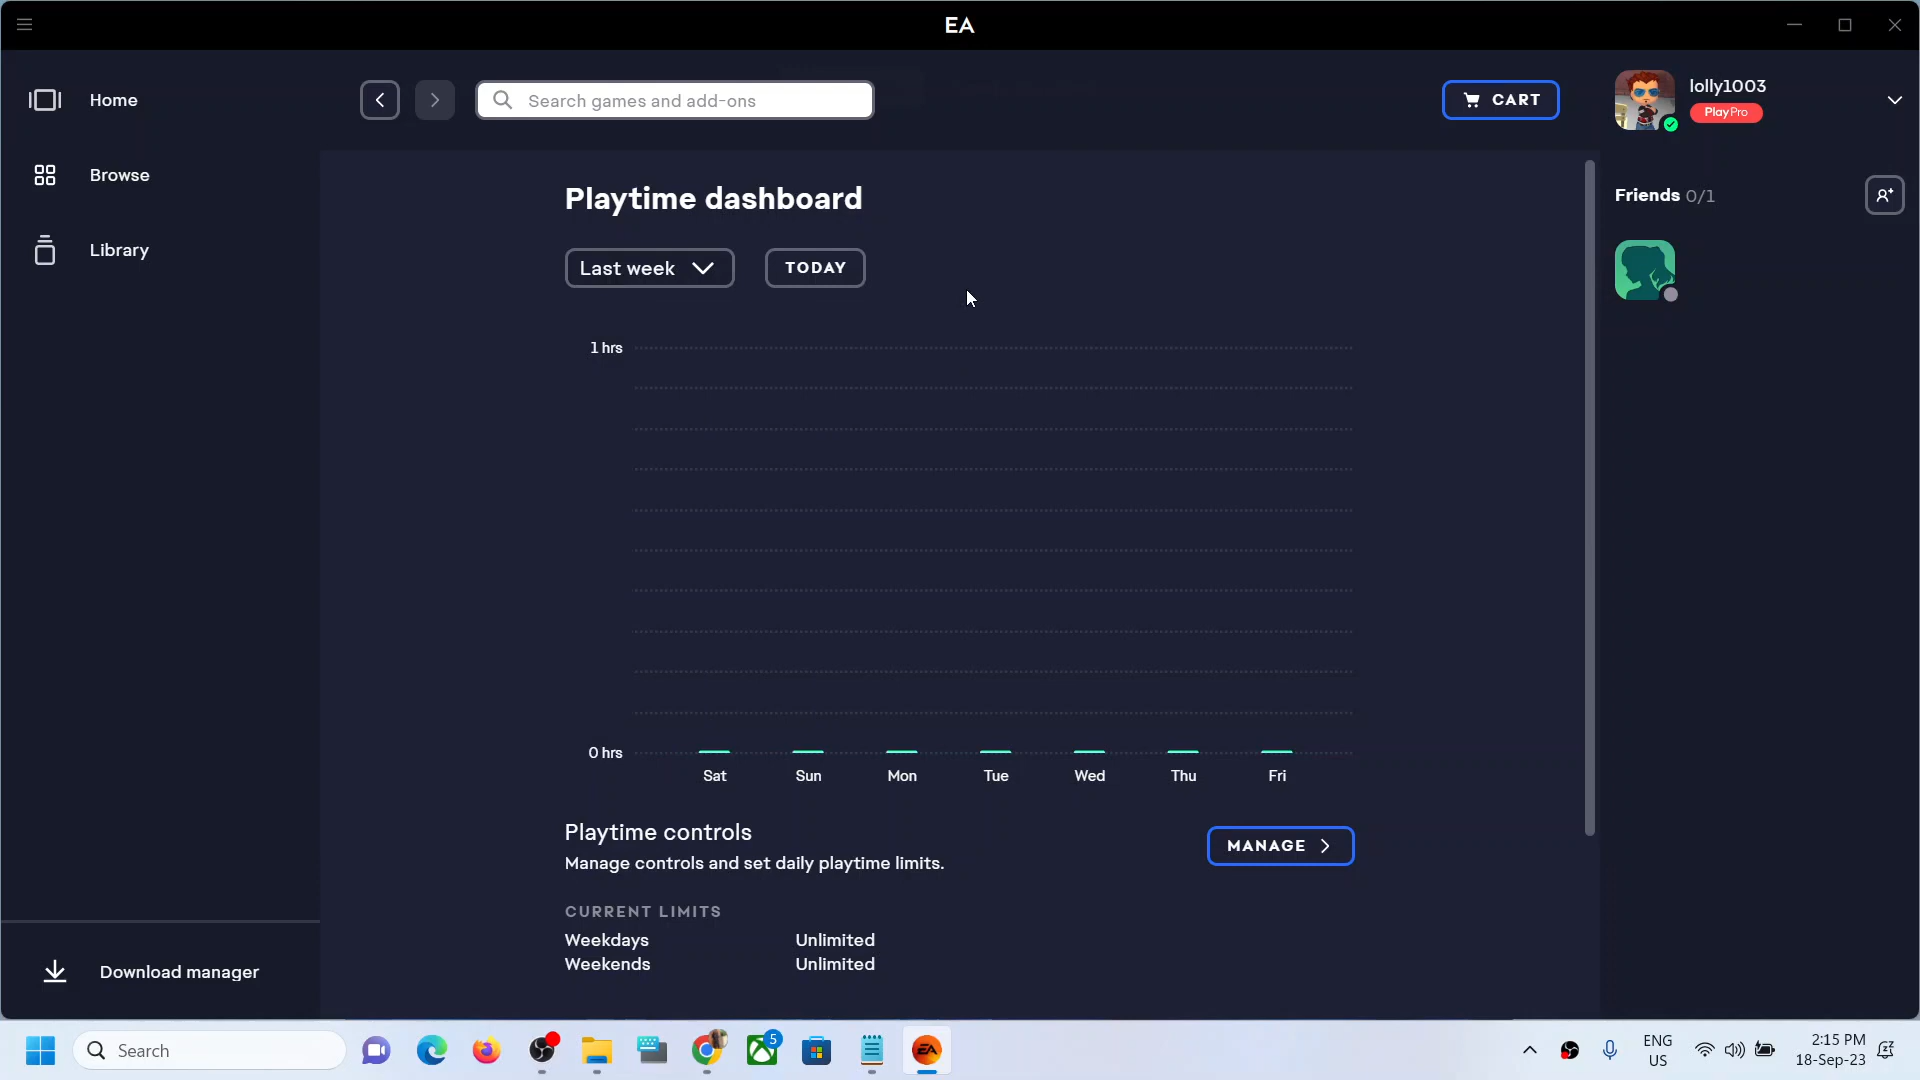 EA
Home
Browse
Library
Search games and add-ons
CART
lolly1003
Play Pro
Friends 0/1
Playtime dashboard
Last week
TODAY
1 hrs
0 hrs
Sat Sun Mon Tue Wed Thu Fri
Playtime controls
Manage controls and set daily playtime limits.
MANAGE
CURRENT LIMITS
Weekdays Unlimited
Weekends Unlimited
Download manager
Search
5
EA
ENG
US
2:15 PM
18-Sep-23